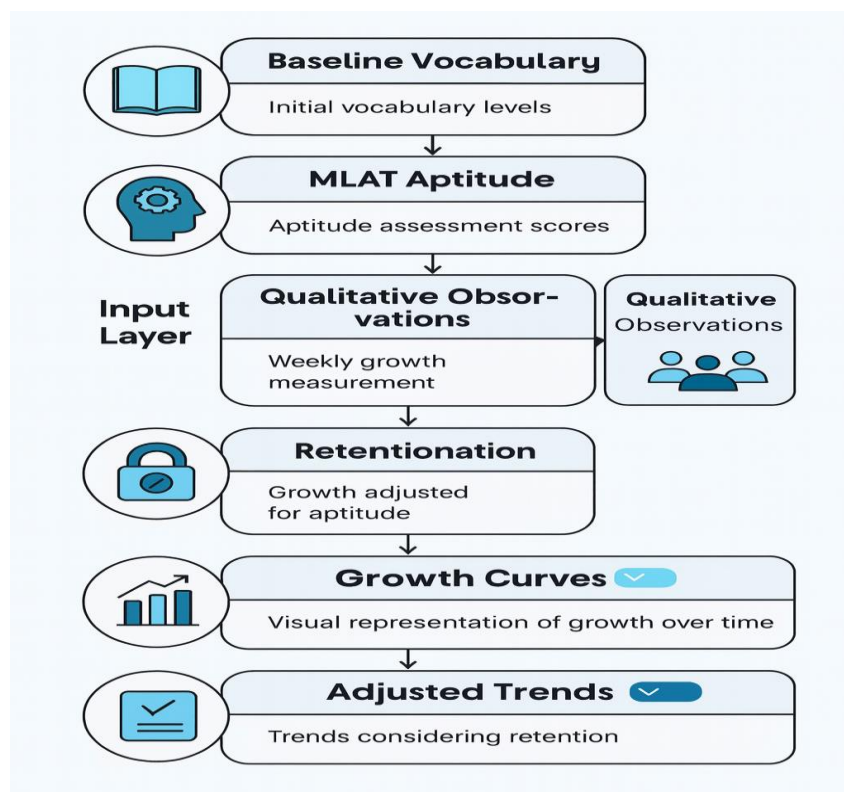 Baseline Vocabulary
Initial vocabulary levels
MLAT Aptitude
Aptitude assessment scores
Input
Layer
Qualitative Obsor-
vations
Weekly growth
measurement
Qualitative
Observations
Retentionation
Growth adjusted
for aptitude
Growth Curves
Visual representation of growth over time
Adjusted Trends
Trends considering retention